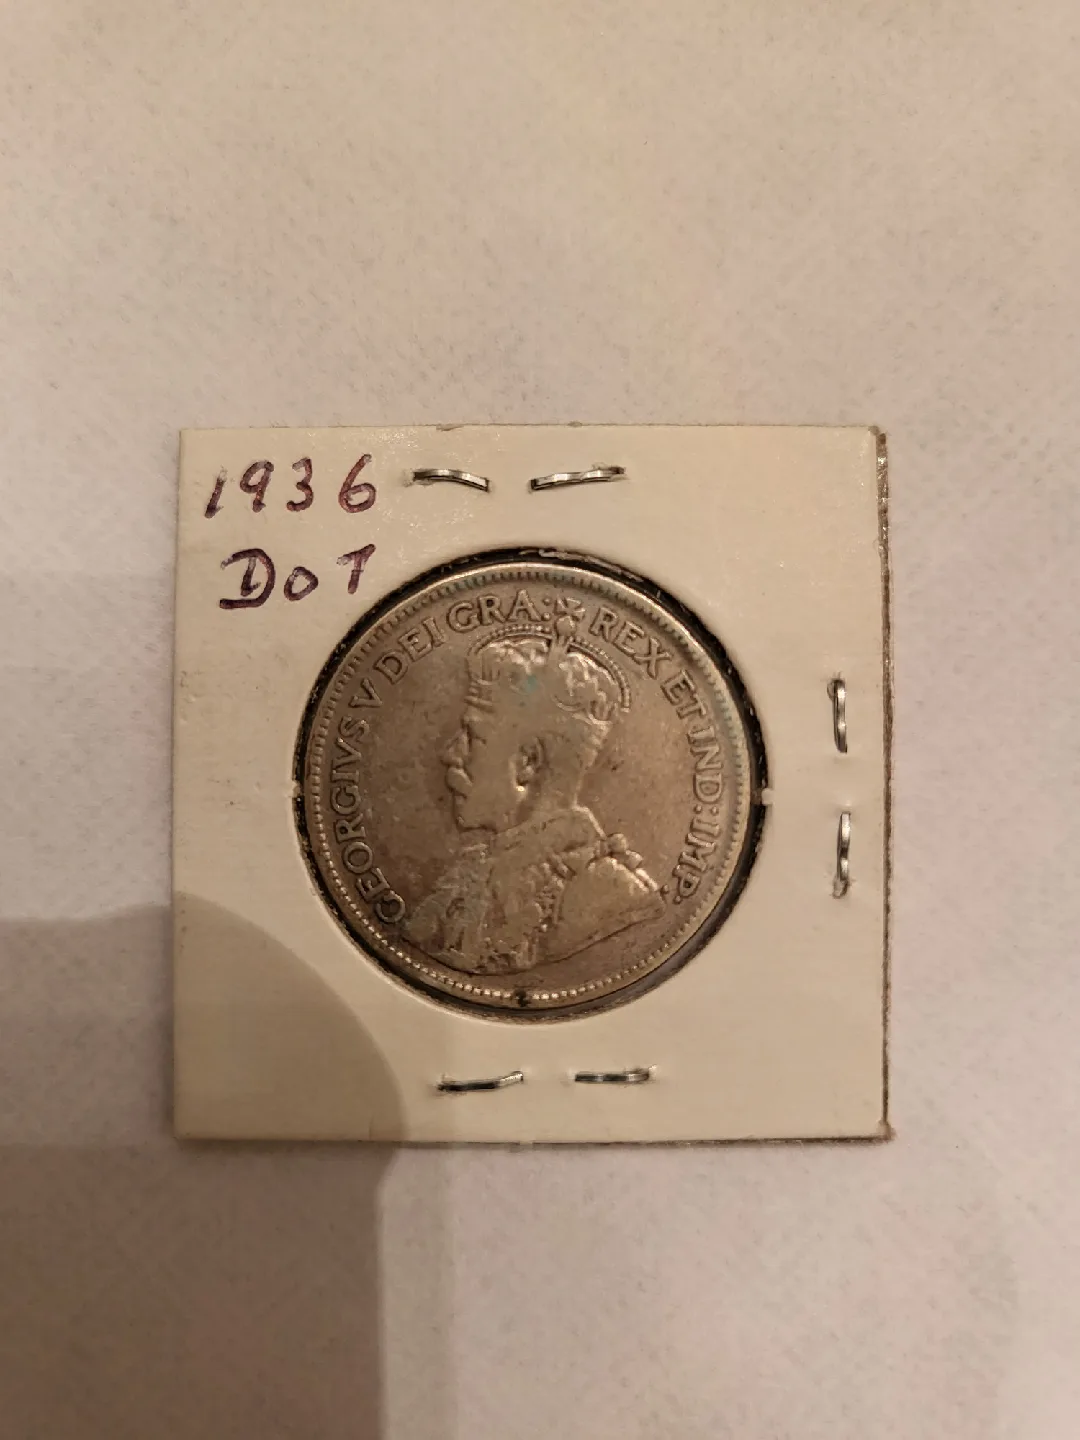 1936
DOT
GEORGIVS V DEI GRA: REX ET IND: IMP.